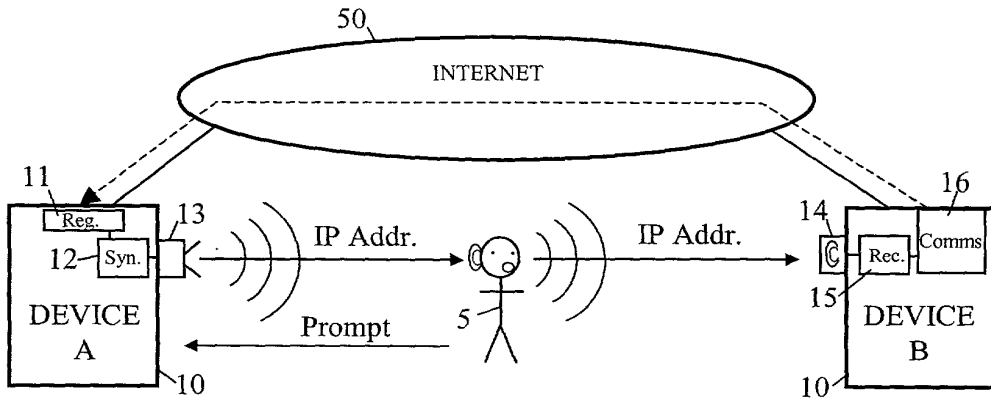 50
INTERNET
11
Reg.
13
12
Syn.
IP Addr.
IP Addr.
14
16
Comms
Rec.
15
DEVICE
A
Prompt
5
DEVICE
B
10
10